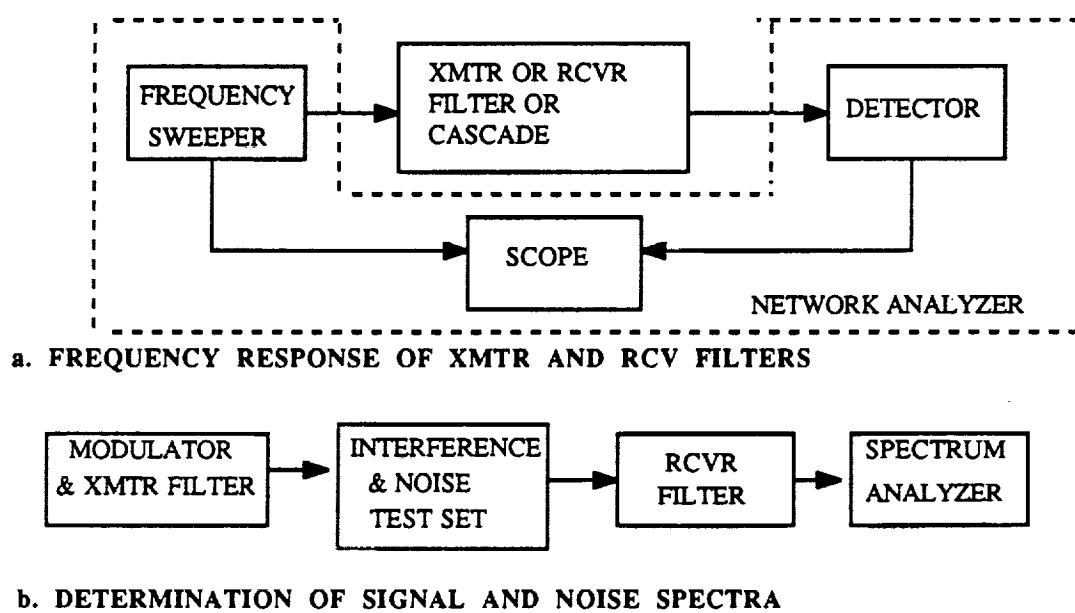 FREQUENCY
SWEEPER
XMTR OR RCVR
FILTER OR
CASCADE
DETECTOR
SCOPE
NETWORK ANALYZER
a. FREQUENCY RESPONSE OF XMTR AND RCV FILTERS
MODULATOR
& XMTR FILTER
INTERFERENCE
& NOISE
TEST SET
RCVR
FILTER
SPECTRUM
ANALYZER
b. DETERMINATION OF SIGNAL AND NOISE SPECTRA